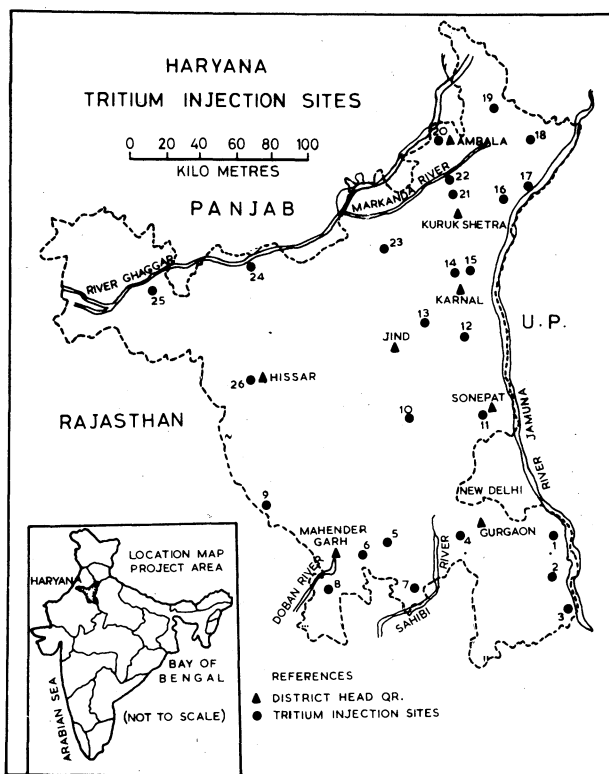 HARYANA
TRITIUM INJECTION SITES
0 20 40 60 80 100
KILO METRES
PANJAB
19
20
AMBALA
18
MARKANDA RIVER
22
21
17
16
KURUKSHETRA
23
RIVER GHAGGAR
24
25
14
15
KARNAL
U.P.
13
12
JIND
26
HISSAR
RAJASTHAN
10
SONEPAT
11
RIVER JAMUNA
NEW DELHI
9
MAHENDER
GARH
5
6
RIVER
4
GURGAON
1
2
3
DOBAN RIVER
8
7
SAHIBI
LOCATION MAP
PROJECT AREA
HARYANA
BAY OF
BENGAL
ARABIAN SEA
(NOT TO SCALE)
REFERENCES
DISTRICT HEAD QR.
TRITIUM INJECTION SITES